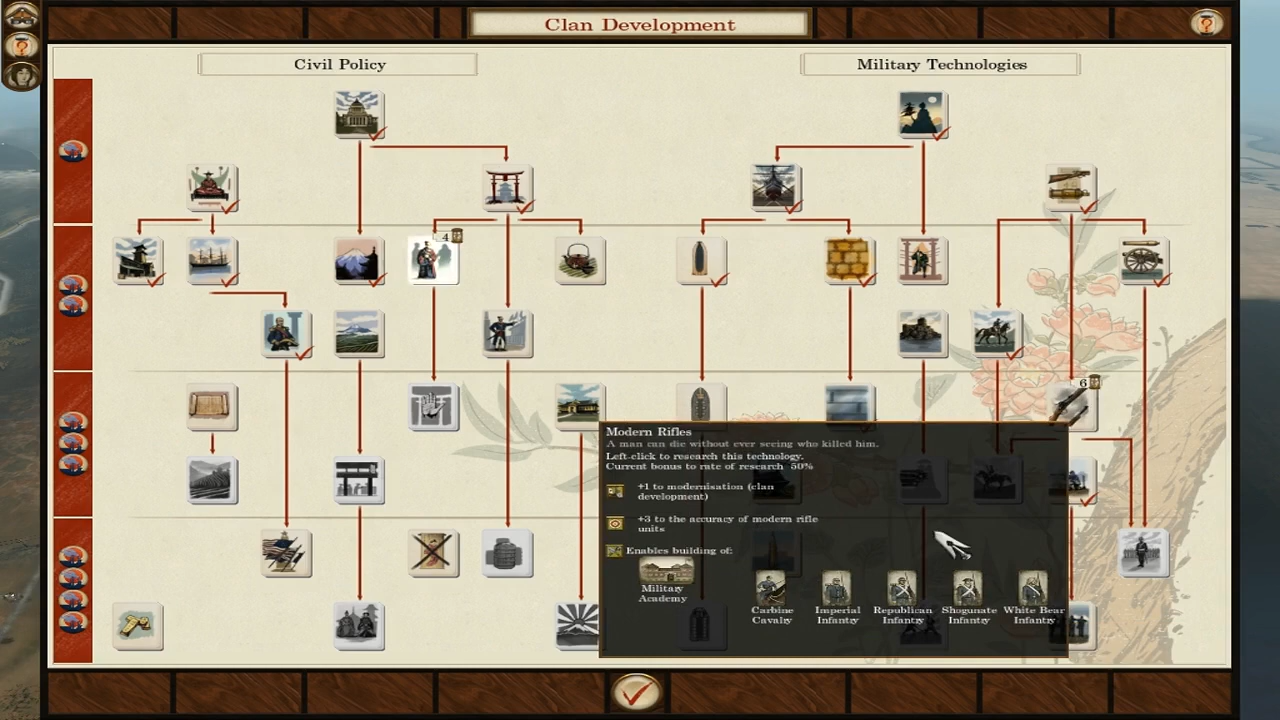 Clan Development
Civil Policy
Military Technologies
4
6
Modern Rifles
A man can die without ever seeing who killed him.
Left-click to research this technology.
Current bonus to rate of research 50%
+1 to modernisation (clan
development)
+3 to the accuracy of modern rifle
units
Enables building of:
Military
Academy
Carbine
Cavalry
Imperial
Infantry
Republican
Infantry
Shogunate
Infantry
White Bear
Infantry